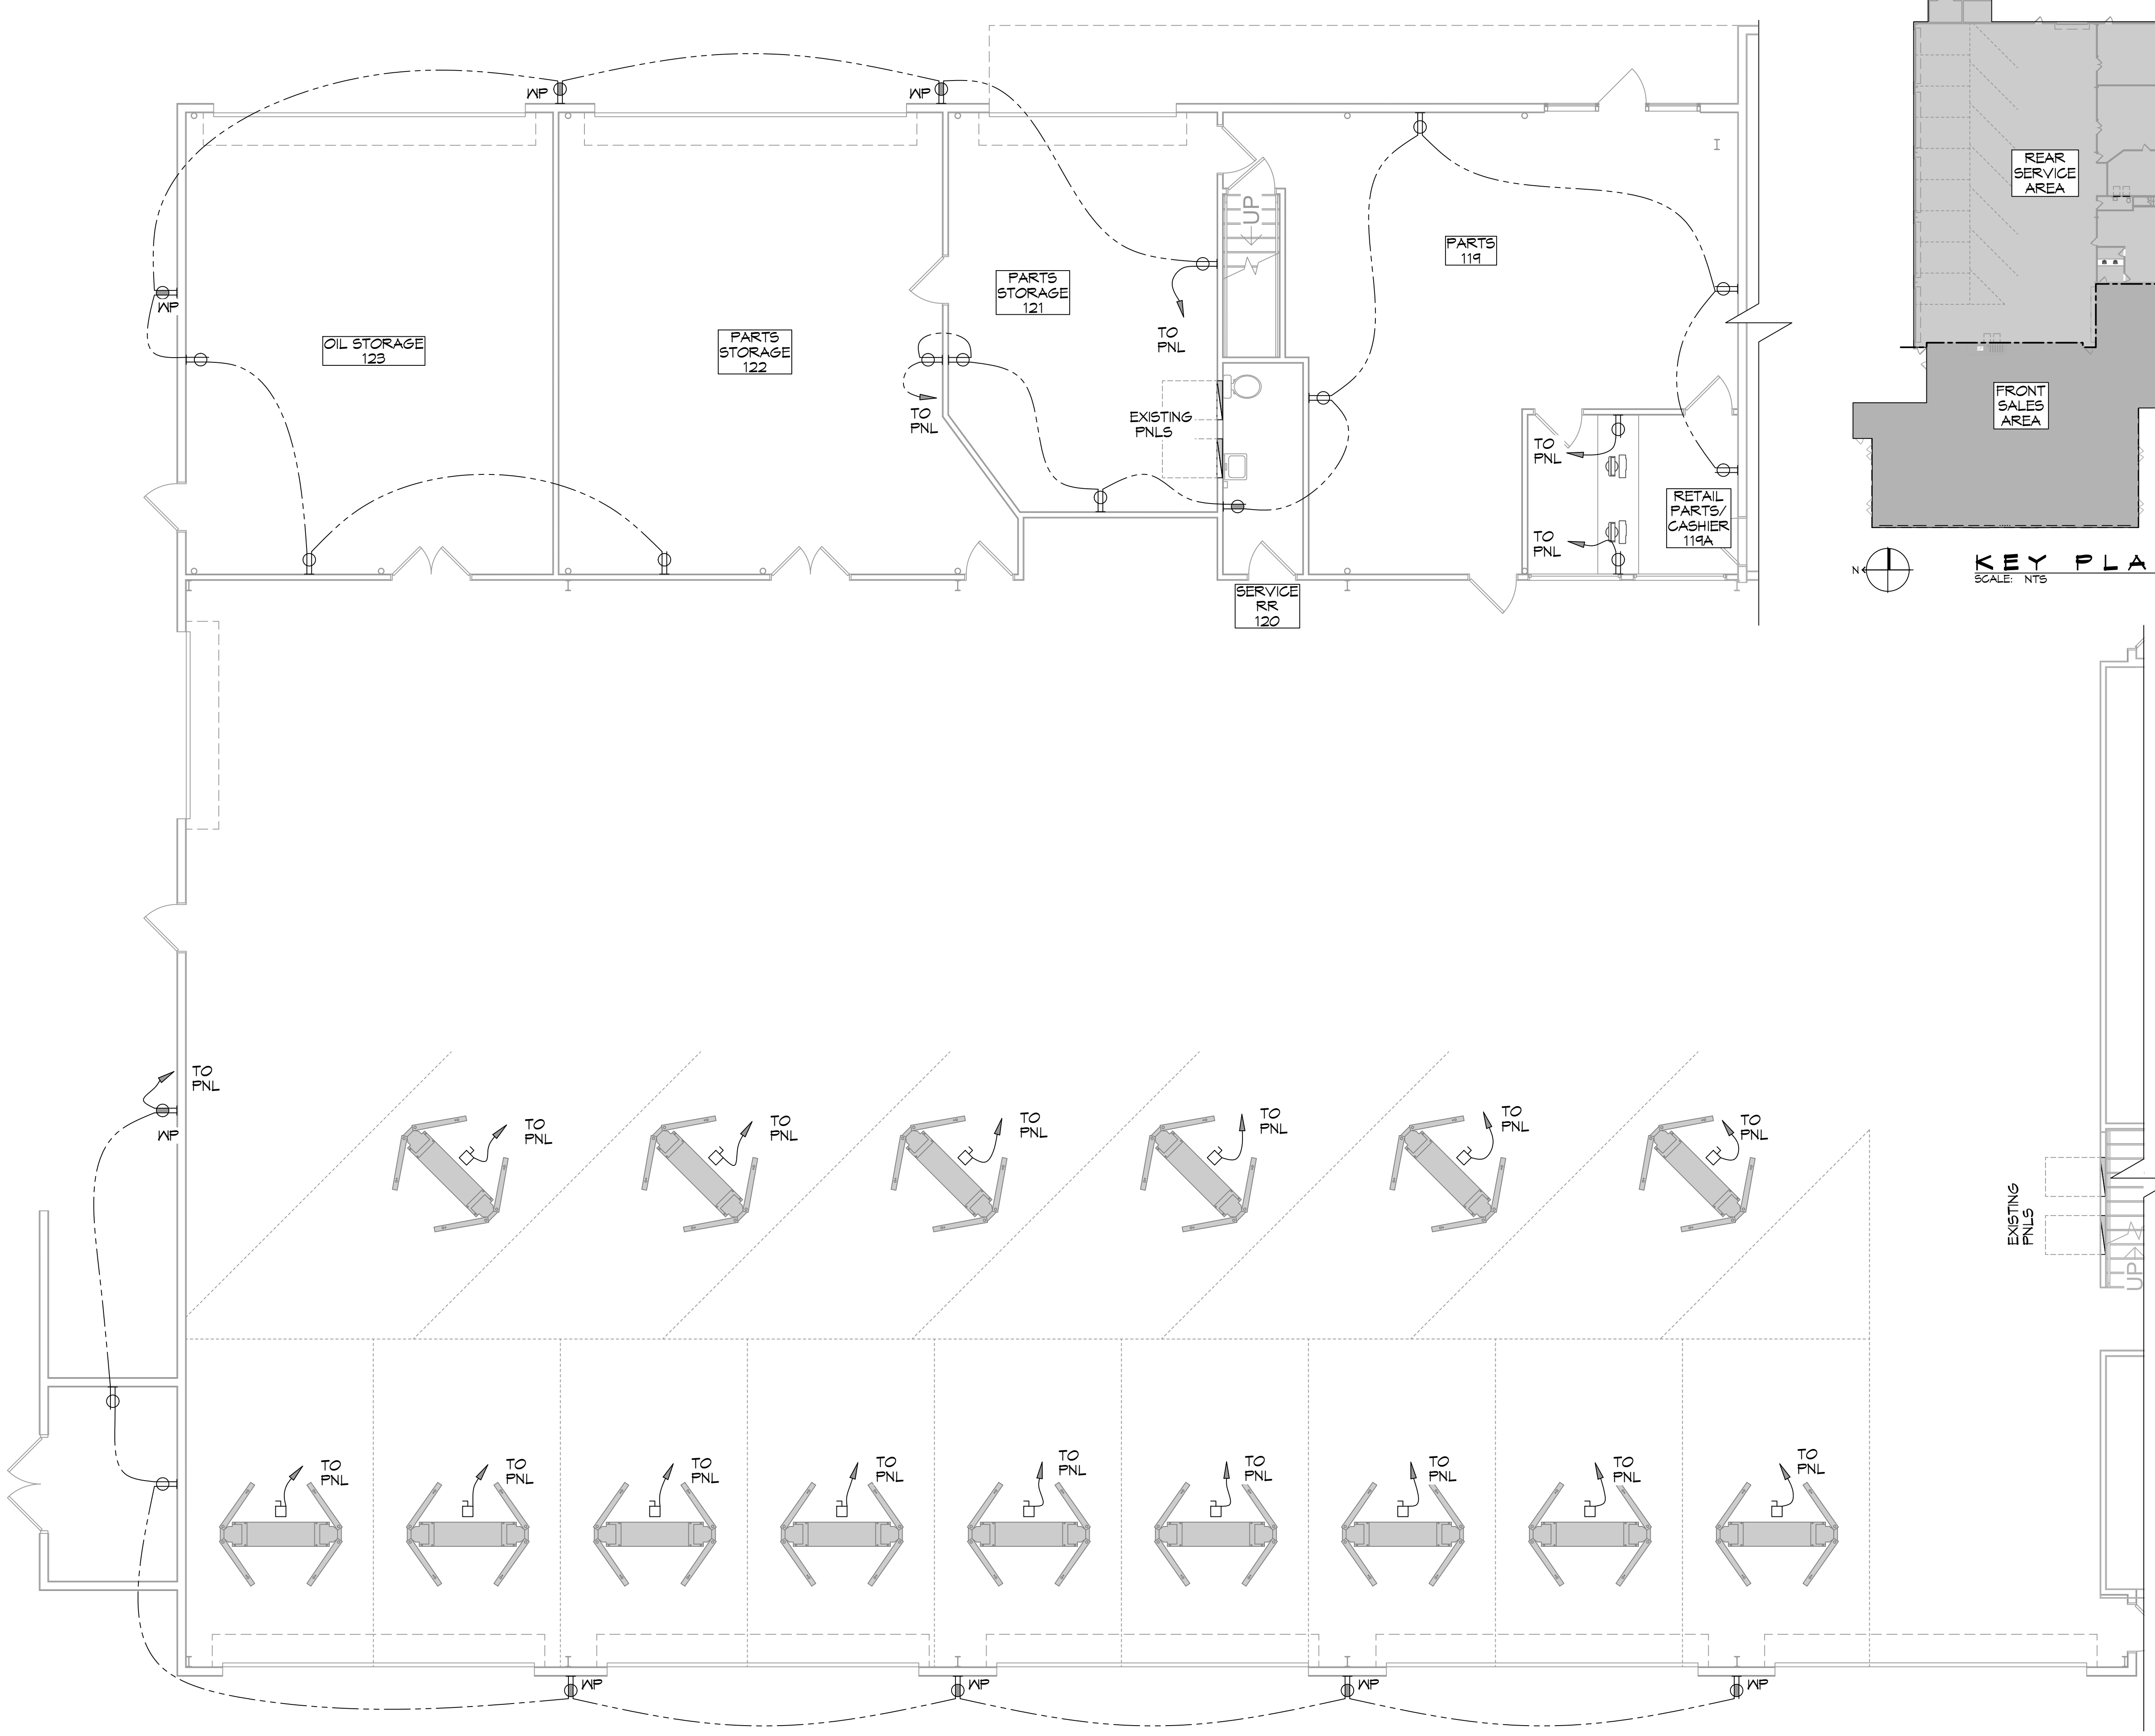 WP
WP
REAR
SERVICE
AREA
UP
PARTS
119
PARTS
STORAGE
121
WP
TO
PNL
OIL STORAGE
123
PARTS
STORAGE
122
TO
PNL
EXISTING
PNLS
FRONT
SALES
AREA
TO
PNL
RETAIL
PARTS/
CASHIER
119A
TO
PNL
N
KEY PLA
SCALE: NTS
SERVICE
RR
120
TO
PNL
WP
TO
PNL
TO
PNL
TO
PNL
TO
PNL
TO
PNL
TO
PNL
EXISTING
PNLS
UP
TO
PNL
TO
PNL
TO
PNL
TO
PNL
TO
PNL
TO
PNL
TO
PNL
TO
PNL
TO
PNL
WP
WP
WP
WP